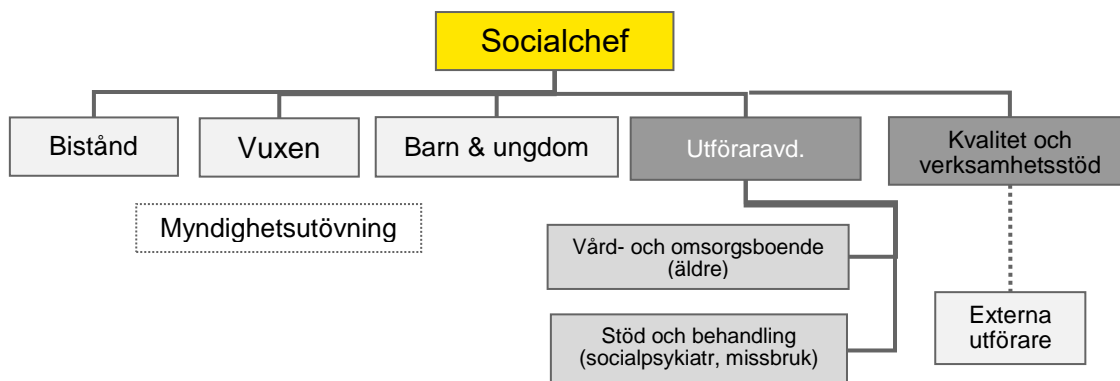 Socialchef
Bistånd
Vuxen
Barn & ungdom
Utföraravd.
Kvalitet och
verksamhetsstöd
Myndighetsutövning
Vård- och omsorgsboende
(äldre)
Stöd och behandling
(socialpsykiatr, missbruk)
Externa
utförare